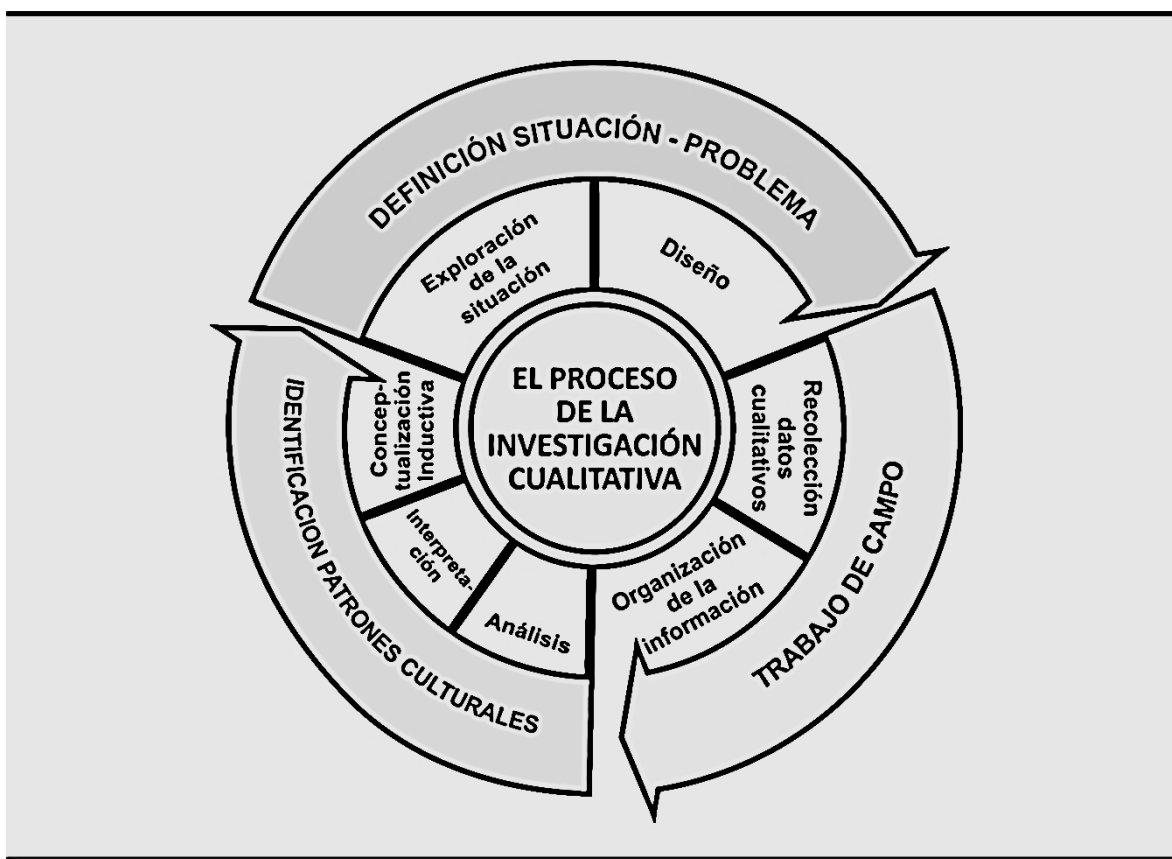 DEFINICIÓN SITUACIÓN - PROBLEMA
Exploración
de la
situación
Diseño
EL PROCESO
DE LA
INVESTIGACIÓN
CUALITATIVA
Recolección
datos
cualitativos
Organización
de la
información
TRABAJO DE CAMPO
Análisis
Interpreta-
ción
Concep-
tualización
Inductiva
IDENTIFICACION PATRONES CULTURALES